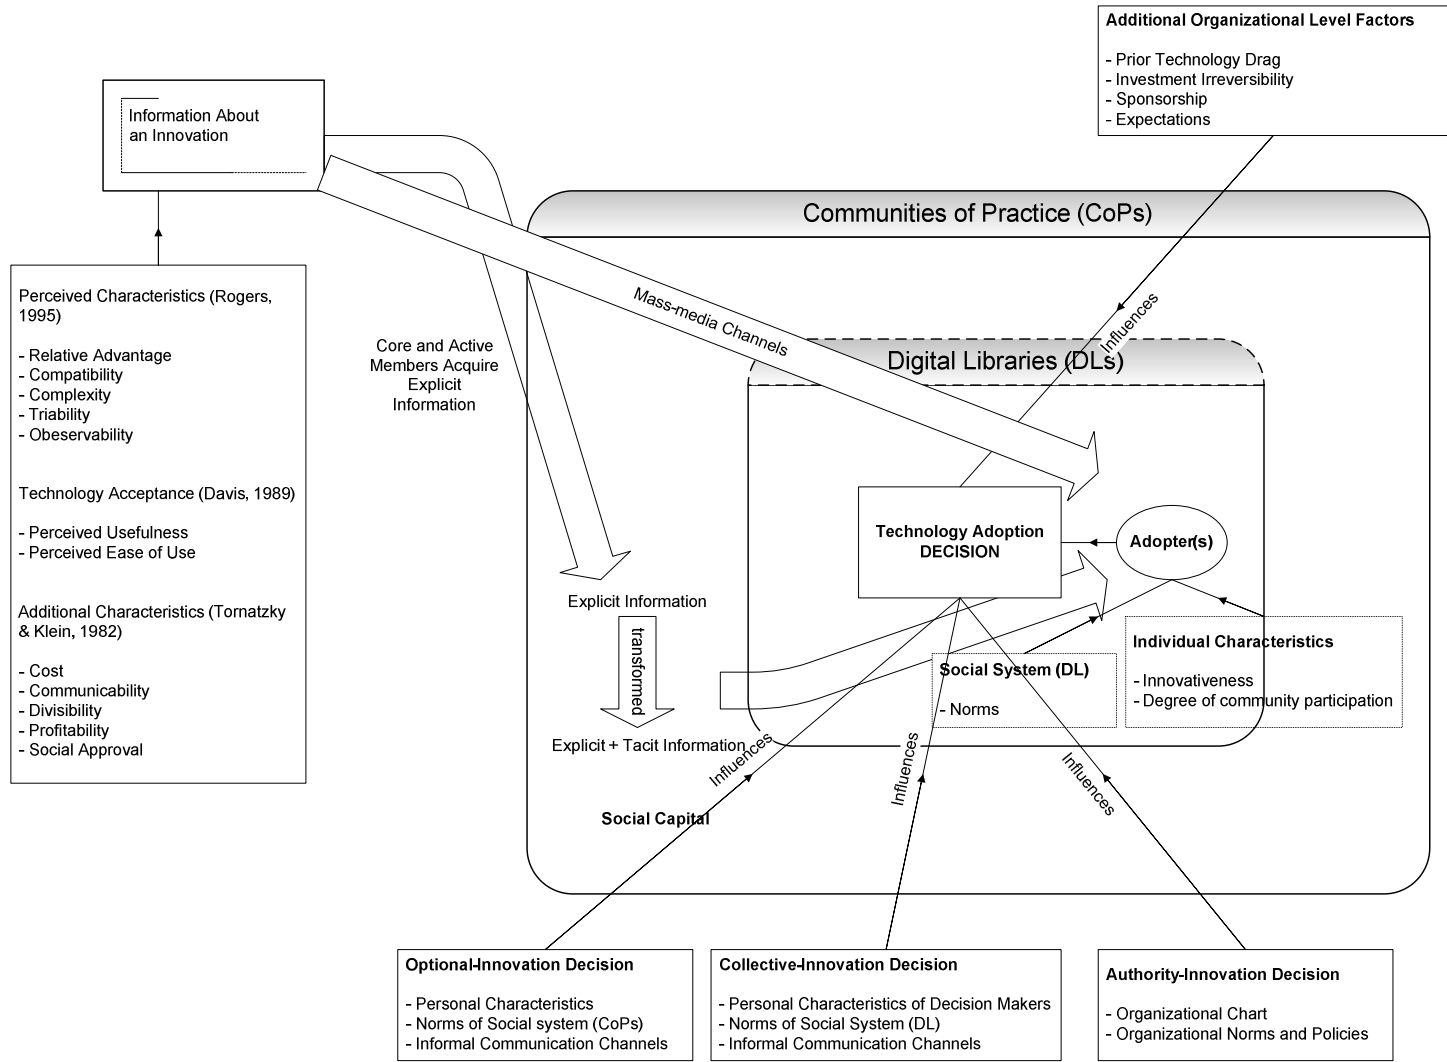 Additional Organizational Level Factors
- Prior Technology Drag
- Investment Irreversibility
- Sponsorship
- Expectations
Information About
an Innovation
Communities of Practice (CoPs)
Perceived Characteristics (Rogers,
1995)
- Relative Advantage
- Compatibility
- Complexity
- Triability
- Obeservability
Technology Acceptance (Davis, 1989)
- Perceived Usefulness
- Perceived Ease of Use
Additional Characteristics (Tornatzky
& Klein, 1982)
- Cost
- Communicability
- Divisibility
- Profitability
- Social Approval
Core and Active
Members Acquire
Explicit
Information
Mass-media Channels
Influences
Digital Libraries (DLs)
Technology Adoption
DECISION
Adopter(s)
Explicit Information
transformed
Explicit + Tacit Information
Social Capital
Social System (DL)
- Norms
Individual Characteristics
- Innovativeness
- Degree of community participation
Influences
Influences
Influences
Optional-Innovation Decision
- Personal Characteristics
- Norms of Social system (CoPs)
- Informal Communication Channels
Collective-Innovation Decision
- Personal Characteristics of Decision Makers
- Norms of Social System (DL)
- Informal Communication Channels
Authority-Innovation Decision
- Organizational Chart
- Organizational Norms and Policies